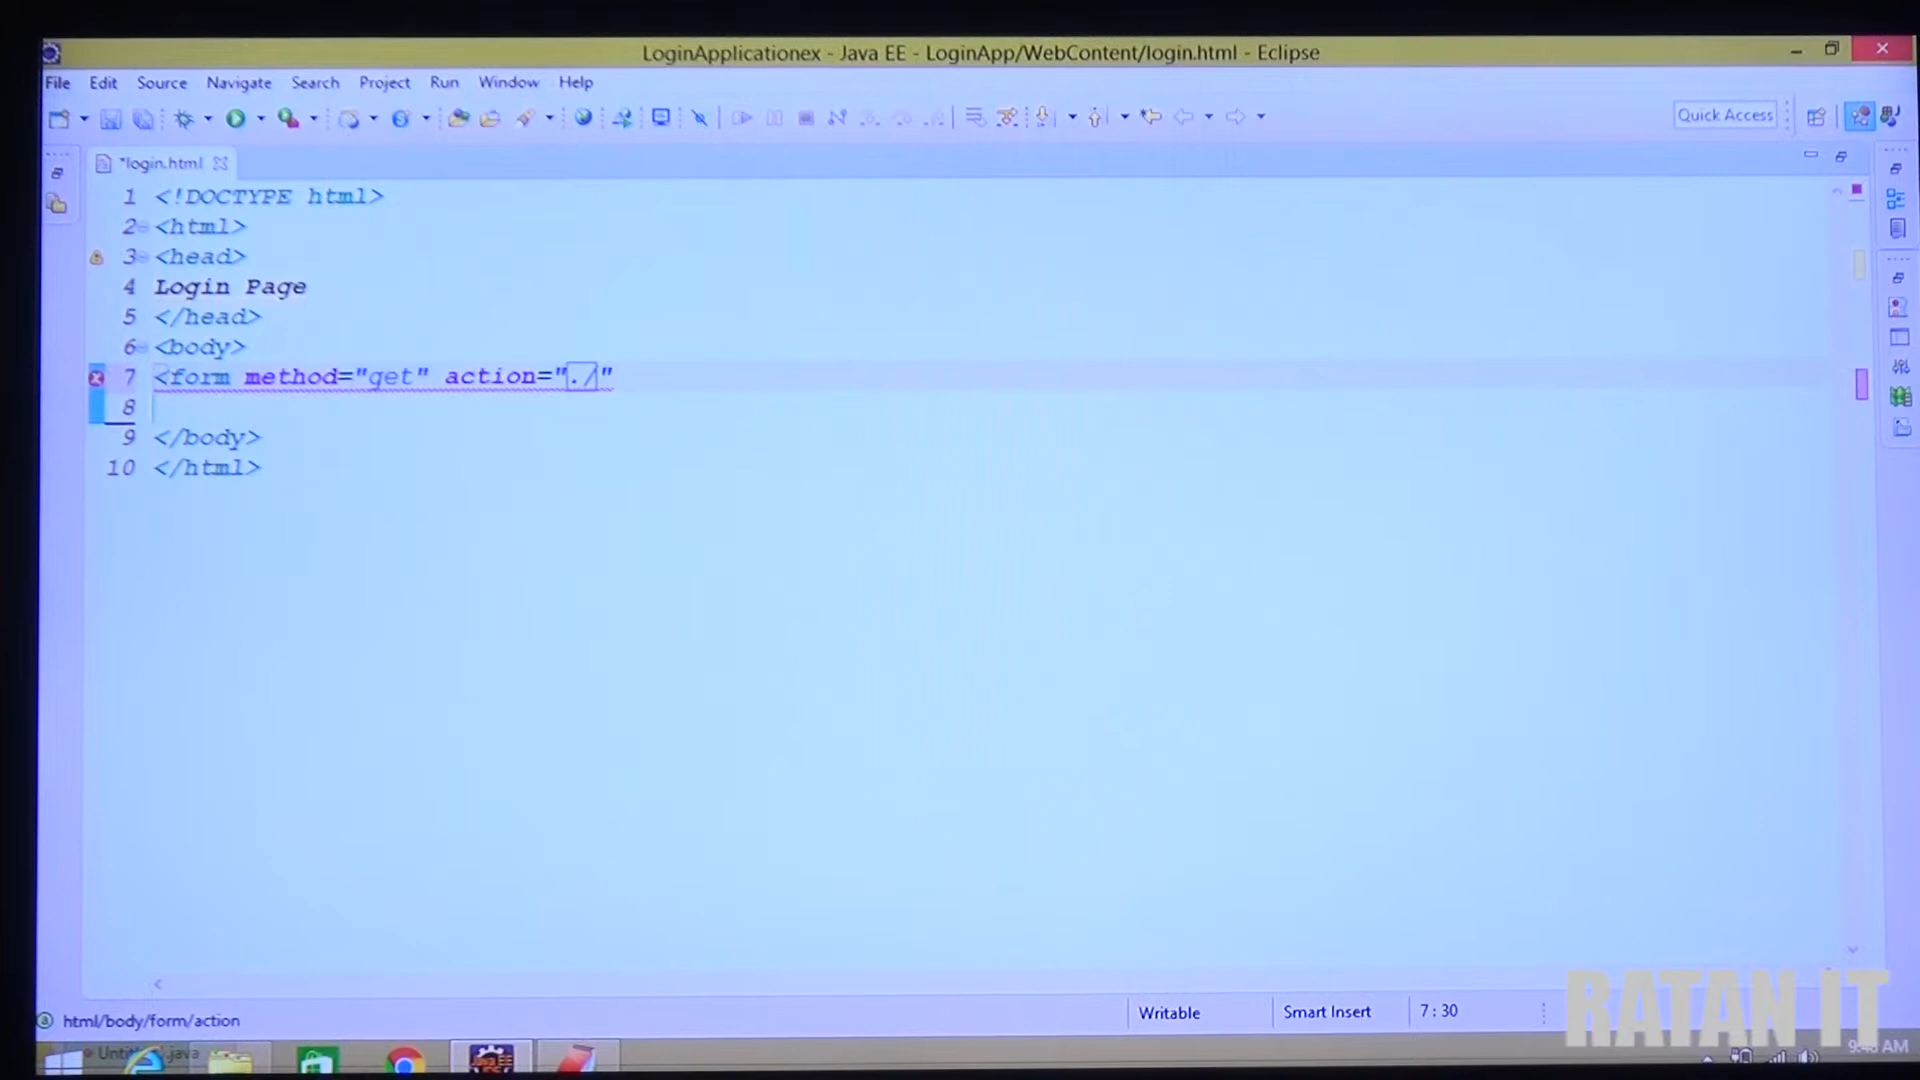 LoginApplicationex - Java EE - LoginApp/WebContent/login.html - Eclipse
File Edit Source Navigate Search Project Run Window Help
Quick Access
*login.html
1 <!DOCTYPE html>
2 <html>
3 <head>
4 Login Page
5 </head>
6 <body>
7 <form method="get" action="./"
8
9 </body>
10 </html>
html/body/form/action
Writable
Smart Insert
7 : 30
RATAN IT
Java EE